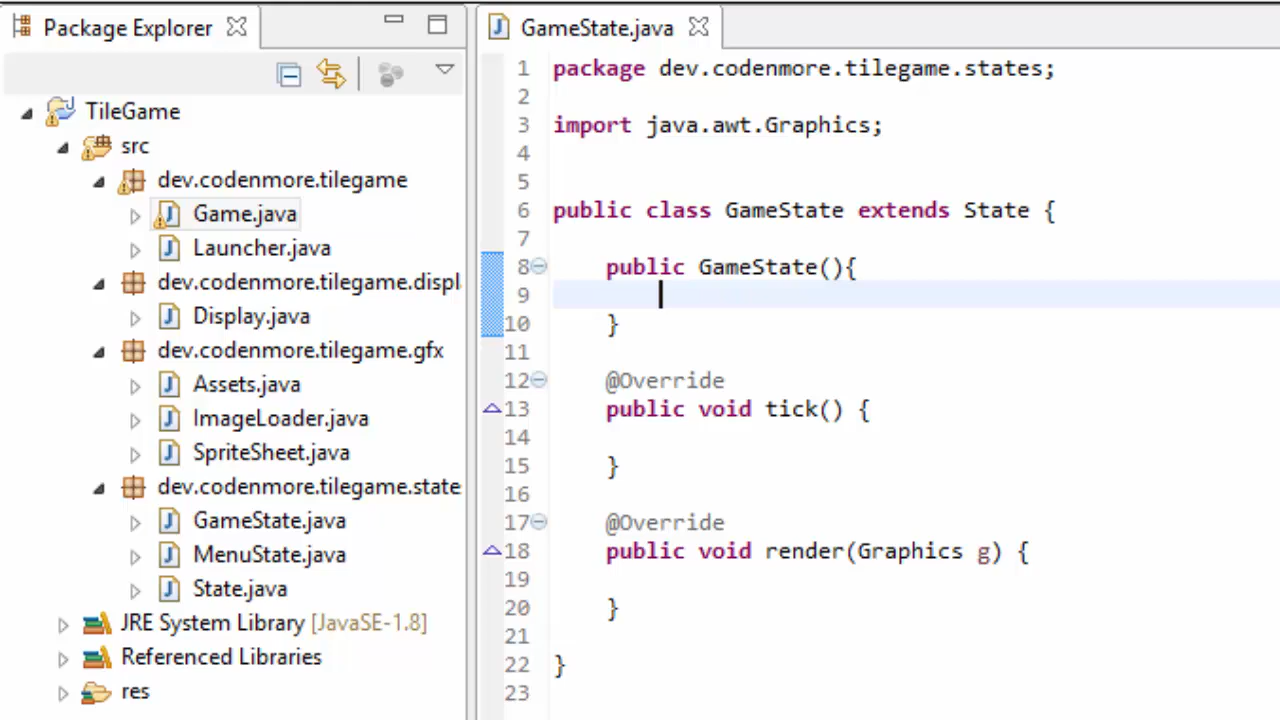 Package Explorer
TileGame
src
dev.codenmore.tilegame
Game.java
Launcher.java
dev.codenmore.tilegame.displ
Display.java
dev.codenmore.tilegame.gfx
Assets.java
ImageLoader.java
SpriteSheet.java
dev.codenmore.tilegame.state
GameState.java
MenuState.java
State.java
JRE System Library [JavaSE-1.8]
Referenced Libraries
res
GameState.java
1 package dev.codenmore.tilegame.states;
2
3 import java.awt.Graphics;
4
5
6 public class GameState extends State {
7
8 public GameState(){
9
10 }
11
12 @Override
13 public void tick() {
14
15 }
16
17 @Override
18 public void render(Graphics g) {
19
20 }
21
22 }
23